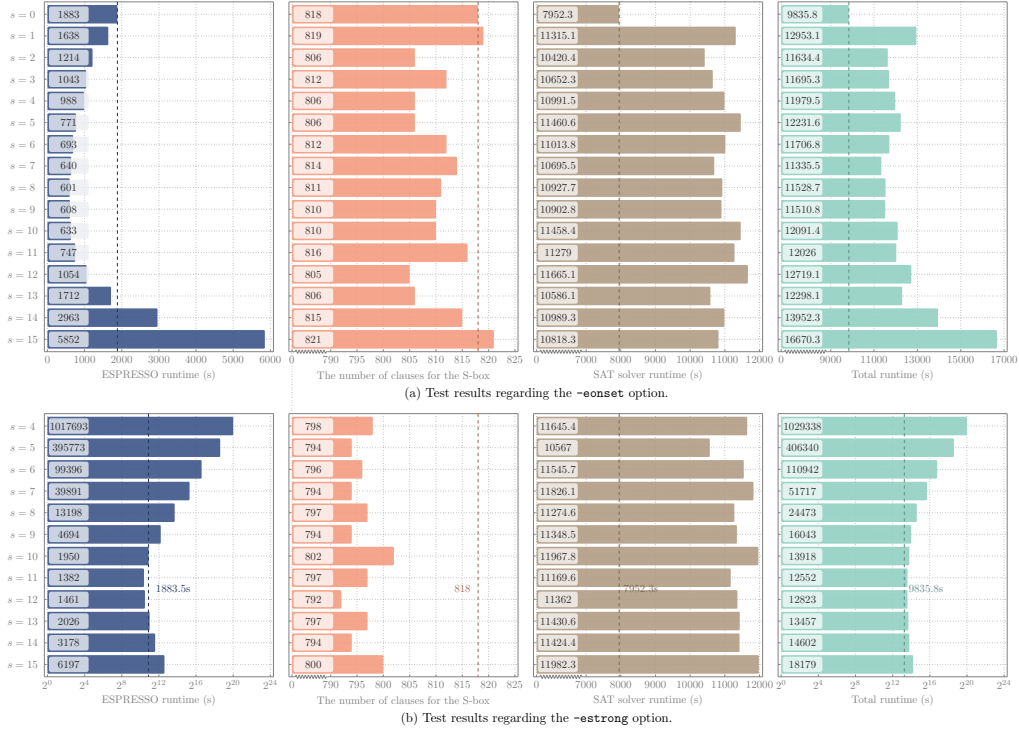 s = 0 1883 818 7952.3 9835.8
s = 1 1638 819 11315.1 12953.1
s = 2 1214 806 10420.4 11634.4
s = 3 1043 812 10652.3 11695.3
s = 4 988 806 10991.5 11979.5
s = 5 771 806 11460.6 12231.6
s = 6 693 812 11013.8 11706.8
s = 7 640 814 10695.5 11335.5
s = 8 601 811 10927.7 11528.7
s = 9 608 810 10902.8 11510.8
s = 10 633 810 11458.4 12091.4
s = 11 747 816 11279 12026
s = 12 1054 805 11665.1 12719.1
s = 13 1712 806 10586.1 12298.1
s = 14 2963 815 10989.3 13952.3
s = 15 5852 821 10818.3 16670.3
0 1000 2000 3000 4000 5000 6000 0 790 795 800 805 810 815 820 825 0 7000 8000 9000 10000 11000 12000 0 9000 11000 13000 15000 17000
ESPRESSO runtime (s) The number of clauses for the S-box SAT solver runtime (s) Total runtime (s)
(a) Test results regarding the -eonset option.
s = 4 1017693 798 11645.4 1029338
s = 5 395773 794 10567 406340
s = 6 99396 796 11545.7 110942
s = 7 39891 794 11826.1 51717
s = 8 13198 797 11274.6 24473
s = 9 4694 794 11348.5 16043
s = 10 1950 802 11967.8 13918
s = 11 1382 797 11169.6 12552
1883.5s 818 7952.3s 9835.8s
s = 12 1461 792 11362 12823
s = 13 2026 797 11430.6 13457
s = 14 3178 794 11424.4 14602
s = 15 6197 800 11982.3 18179
2^0 2^4 2^8 2^12 2^16 2^20 2^24 0 790 795 800 805 810 815 820 825 0 7000 8000 9000 10000 11000 12000 2^0 2^4 2^8 2^12 2^16 2^20 2^24
ESPRESSO runtime (s) The number of clauses for the S-box SAT solver runtime (s) Total runtime (s)
(b) Test results regarding the -estrong option.